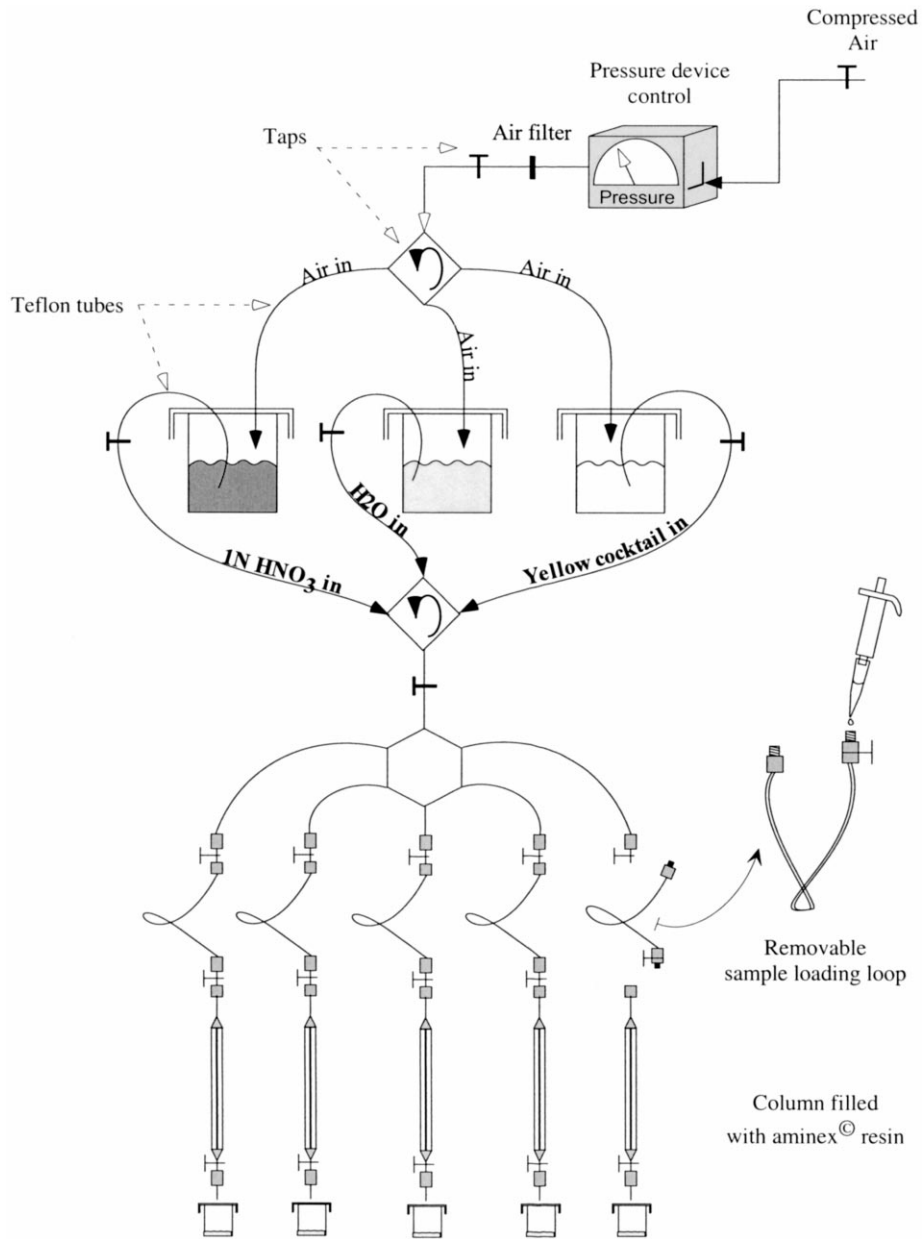 Compressed
Air
Pressure device
control
Air filter
Taps
Pressure
Air in
Air in
Air in
Teflon tubes
1N HNO₃ in
H2O in
Yellow cocktail in
Removable
sample loading loop
Column filled
with aminex© resin